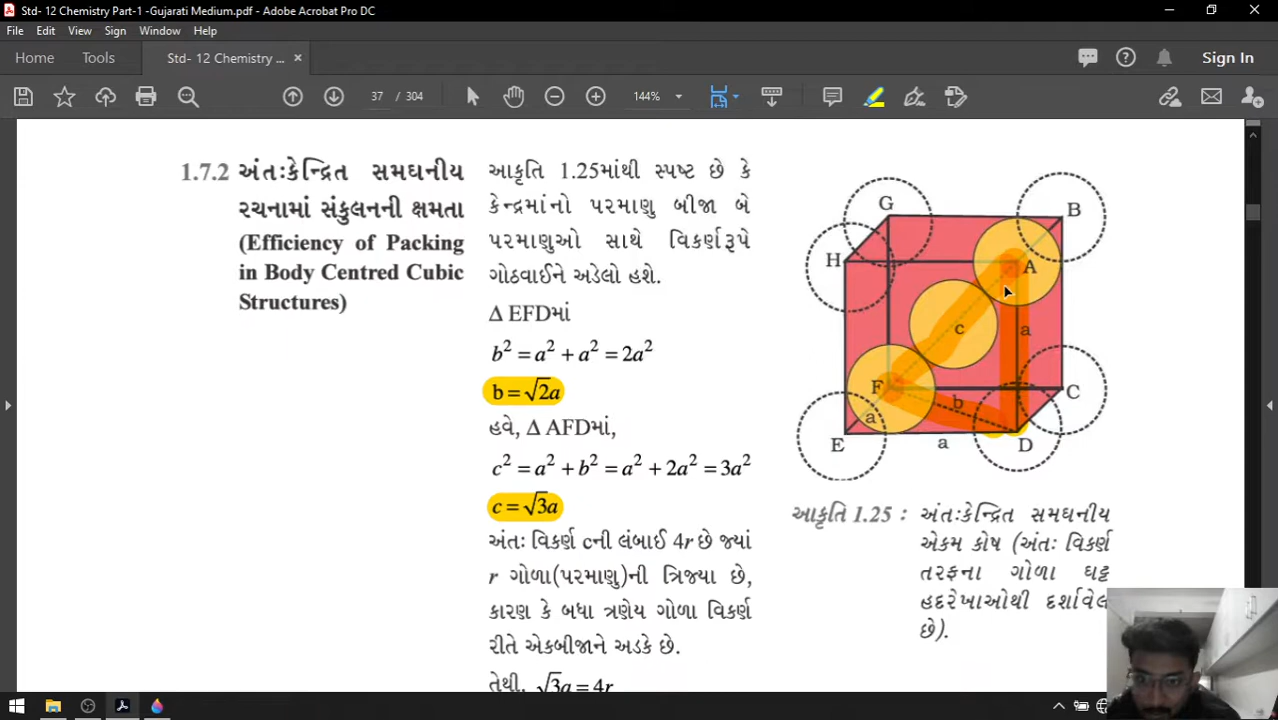 Std- 12 Chemistry Part-1 -Gujarati Medium.pdf - Adobe Acrobat Pro DC
File Edit View Sign Window Help
Home Tools Std- 12 Chemistry ... × Sign In
37 / 304 144%
1.7.2 અંતઃકેન્દ્રિત સમઘનીય
રચનામાં સંકુલનની ક્ષમતા
(Efficiency of Packing
in Body Centred Cubic
Structures)
આકૃતિ 1.25માંથી સ્પષ્ટ છે કે
કેન્દ્રમાંનો પરમાણુ બીજા બે
પરમાણુઓ સાથે વિકર્ણરૂપે
ગોઠવાઈને અડેલો હશે.
Δ EFDમાં
b² = a² + a² = 2a²
b = √2a
હવે, Δ AFDમાં,
c² = a² + b² = a² + 2a² = 3a²
c = √3a
અંતઃ વિકર્ણ cની લંબાઈ 4r છે જ્યાં
r ગોળા(પરમાણુ)ની ત્રિજ્યા છે,
કારણ કે બધા ત્રણેય ગોળા વિકર્ણ
રીતે એકબીજાને અડકે છે.
તેથી, √3a = 4r
G B
H A
c a
F b C
a
E a D
આકૃતિ 1.25 : અંતઃકેન્દ્રિત સમઘનીય
એકમ કોષ (અંતઃ વિકર્ણ
તરફના ગોળા ઘટ્ટ
હદરેખાઓથી દર્શાવેલ
છે).